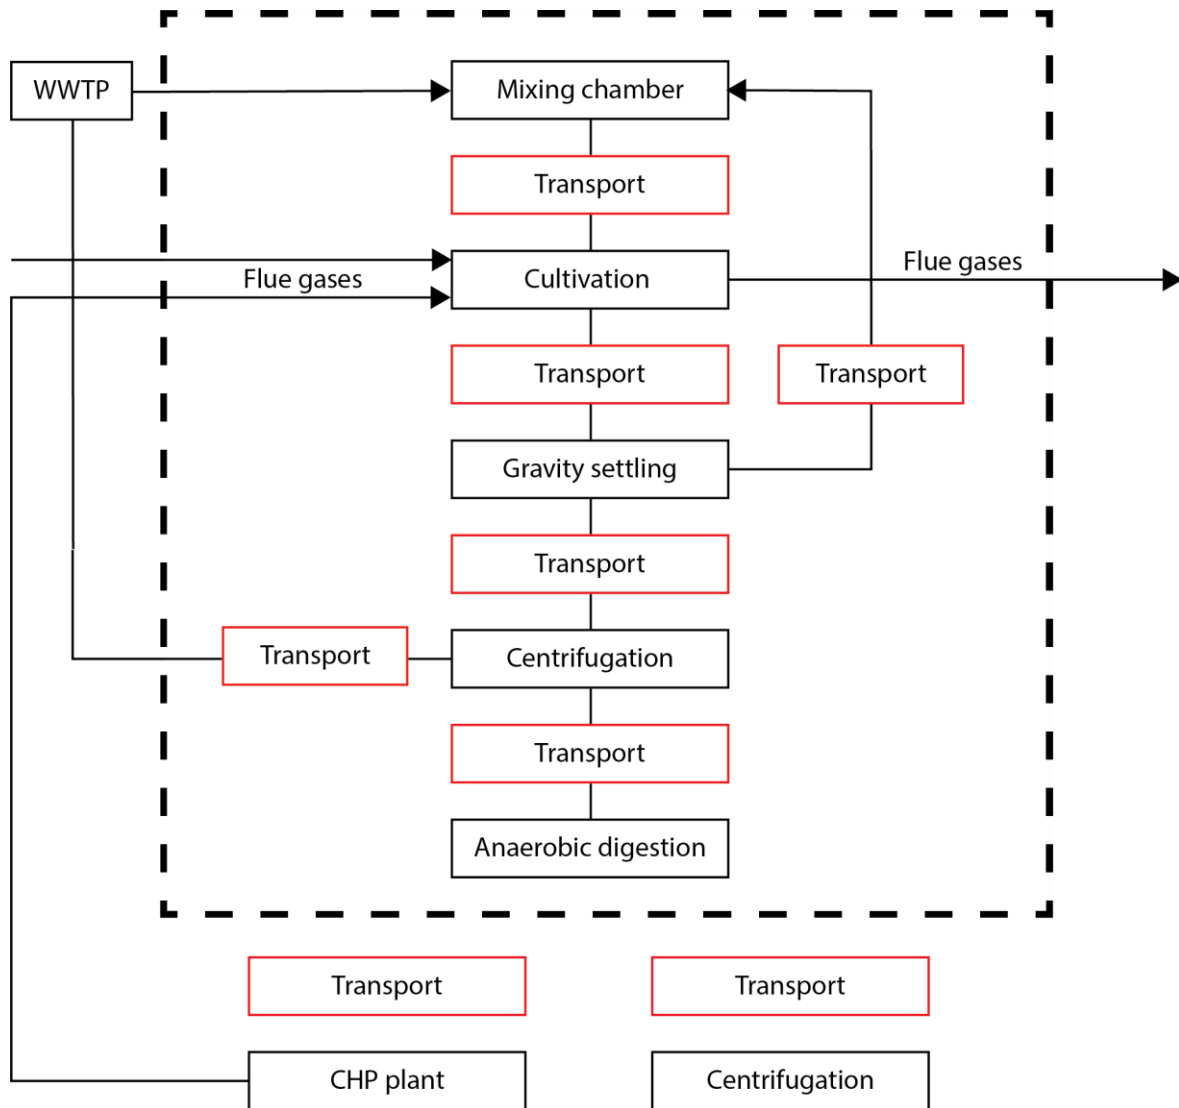 WWTP
Mixing chamber
Transport
Flue gases
Cultivation
Flue gases
Transport
Transport
Gravity settling
Transport
Transport
Centrifugation
Transport
Anaerobic digestion
Transport
Transport
CHP plant
Centrifugation